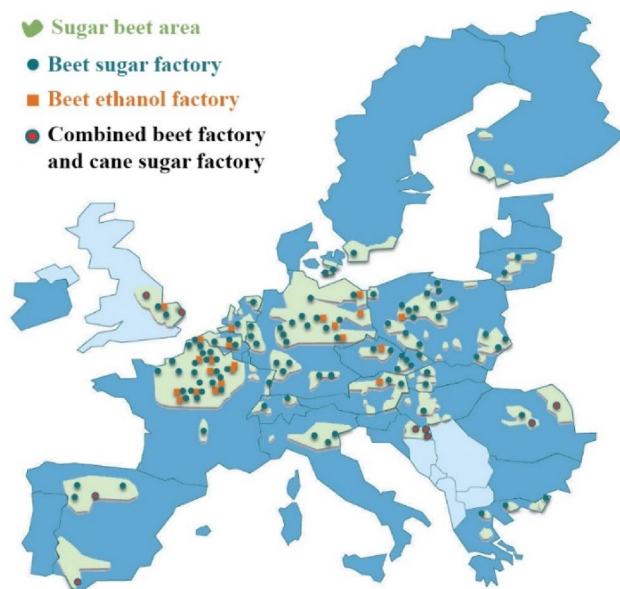 Sugar beet area
Beet sugar factory
Beet ethanol factory
Combined beet factory
and cane sugar factory